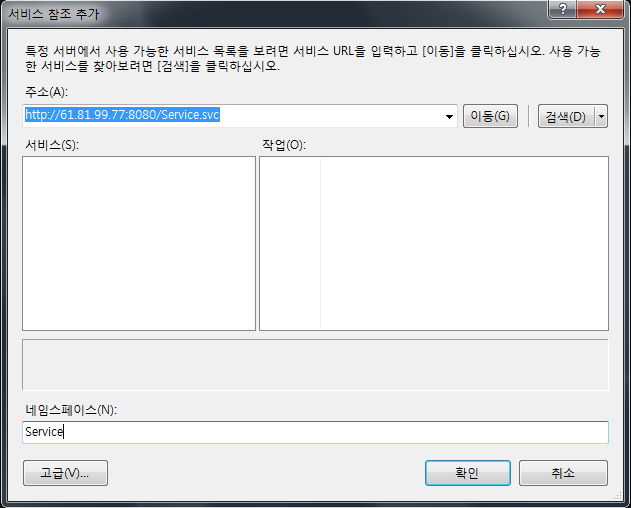 서비스 참조 추가
특정 서버에서 사용 가능한 서비스 목록을 보려면 서비스 URL을 입력하고 [이동]을 클릭하십시오. 사용 가능
한 서비스를 찾아보려면 [검색]을 클릭하십시오.
주소(A):
http://61.81.99.77:8080/Service.svc
이동(G)
검색(D)
서비스(S):
작업(O):
네임스페이스(N):
Service
고급(V)...
확인
취소